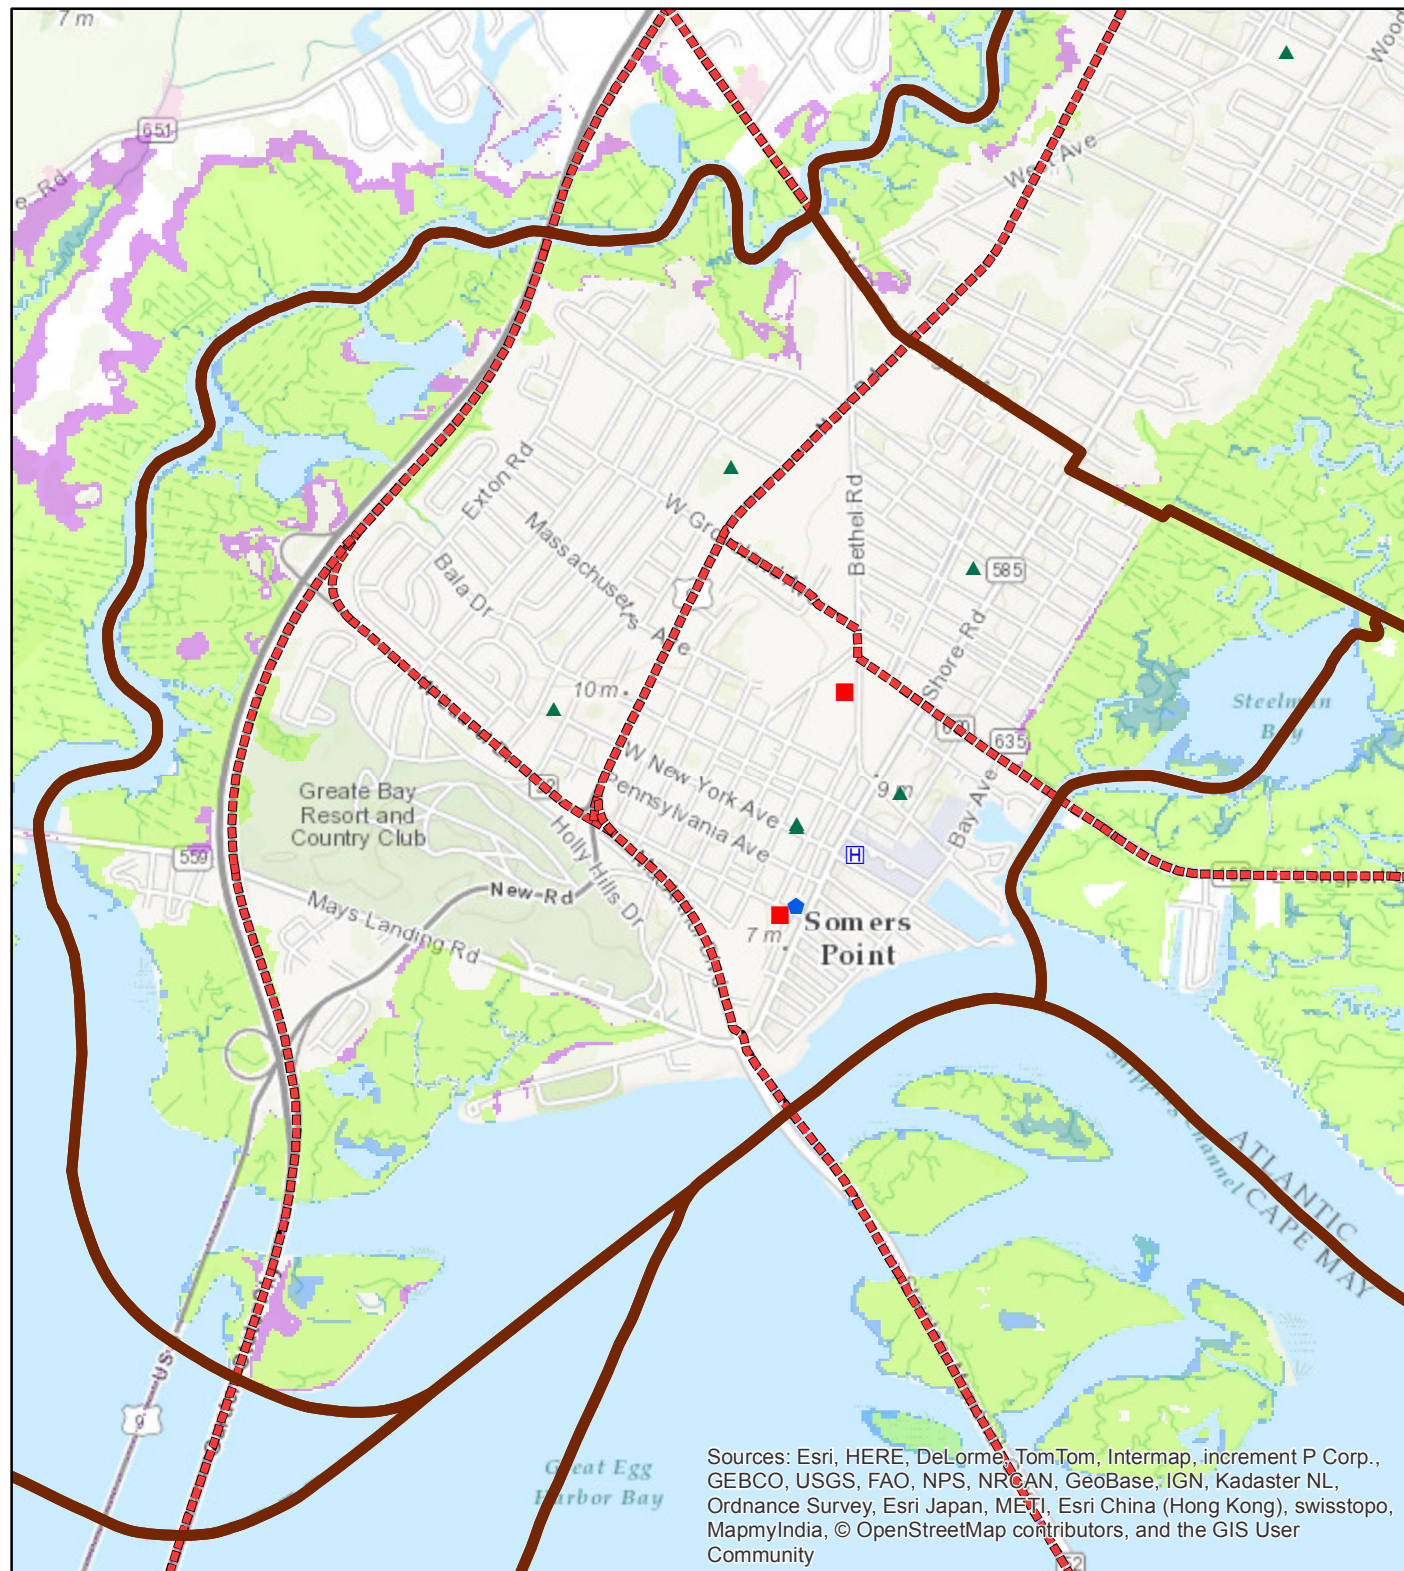 7 m
651
West Ave
Exton Rd
Massachusetts Ave
Bethel Rd
585
Bala Dr
Shore Rd
10 m
Steelman
Bay
635
W New York Ave
Pennsylvania Ave
9 m
Bay Ave
Greate Bay
Resort and
Country Club
559
Holly Hills Dr
H
New Rd
Mays Landing Rd
Somers
Point
7 m
Shipping Channel
ATLANTIC
CAPE MAY
US
9
Great Egg
Harbor Bay
Sources: Esri, HERE, DeLorme, TomTom, Intermap, increment P Corp.,
GEBCO, USGS, FAO, NPS, NRCAN, GeoBase, IGN, Kadaster NL,
Ordnance Survey, Esri Japan, METI, Esri China (Hong Kong), swisstopo,
MapmyIndia, © OpenStreetMap contributors, and the GIS User
Community